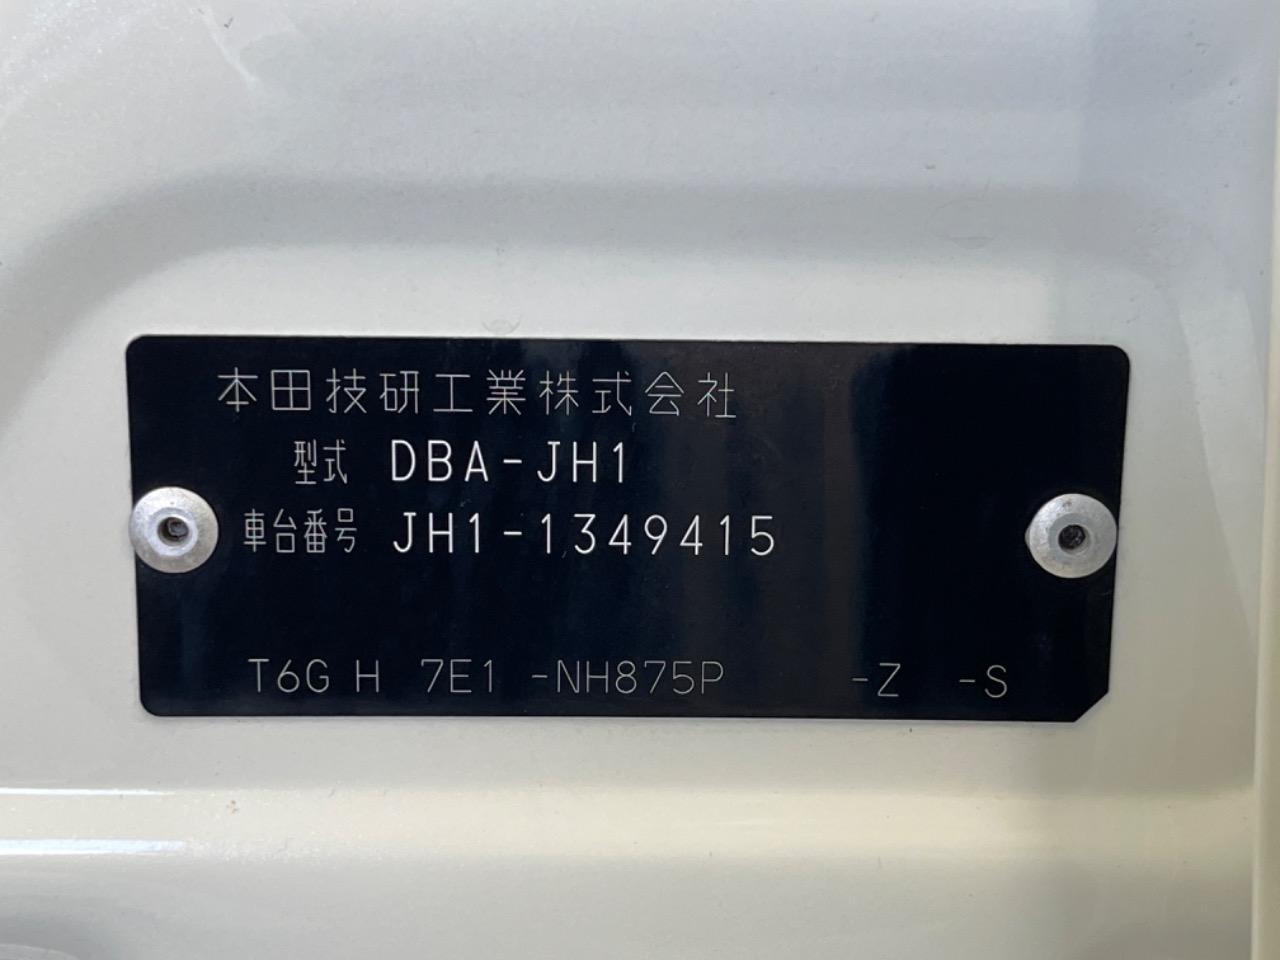 本田技研工業株式会社
型式 DBA-JH1
車台番号 JH1-1349415
T6G H 7E1 -NH875P -Z -S